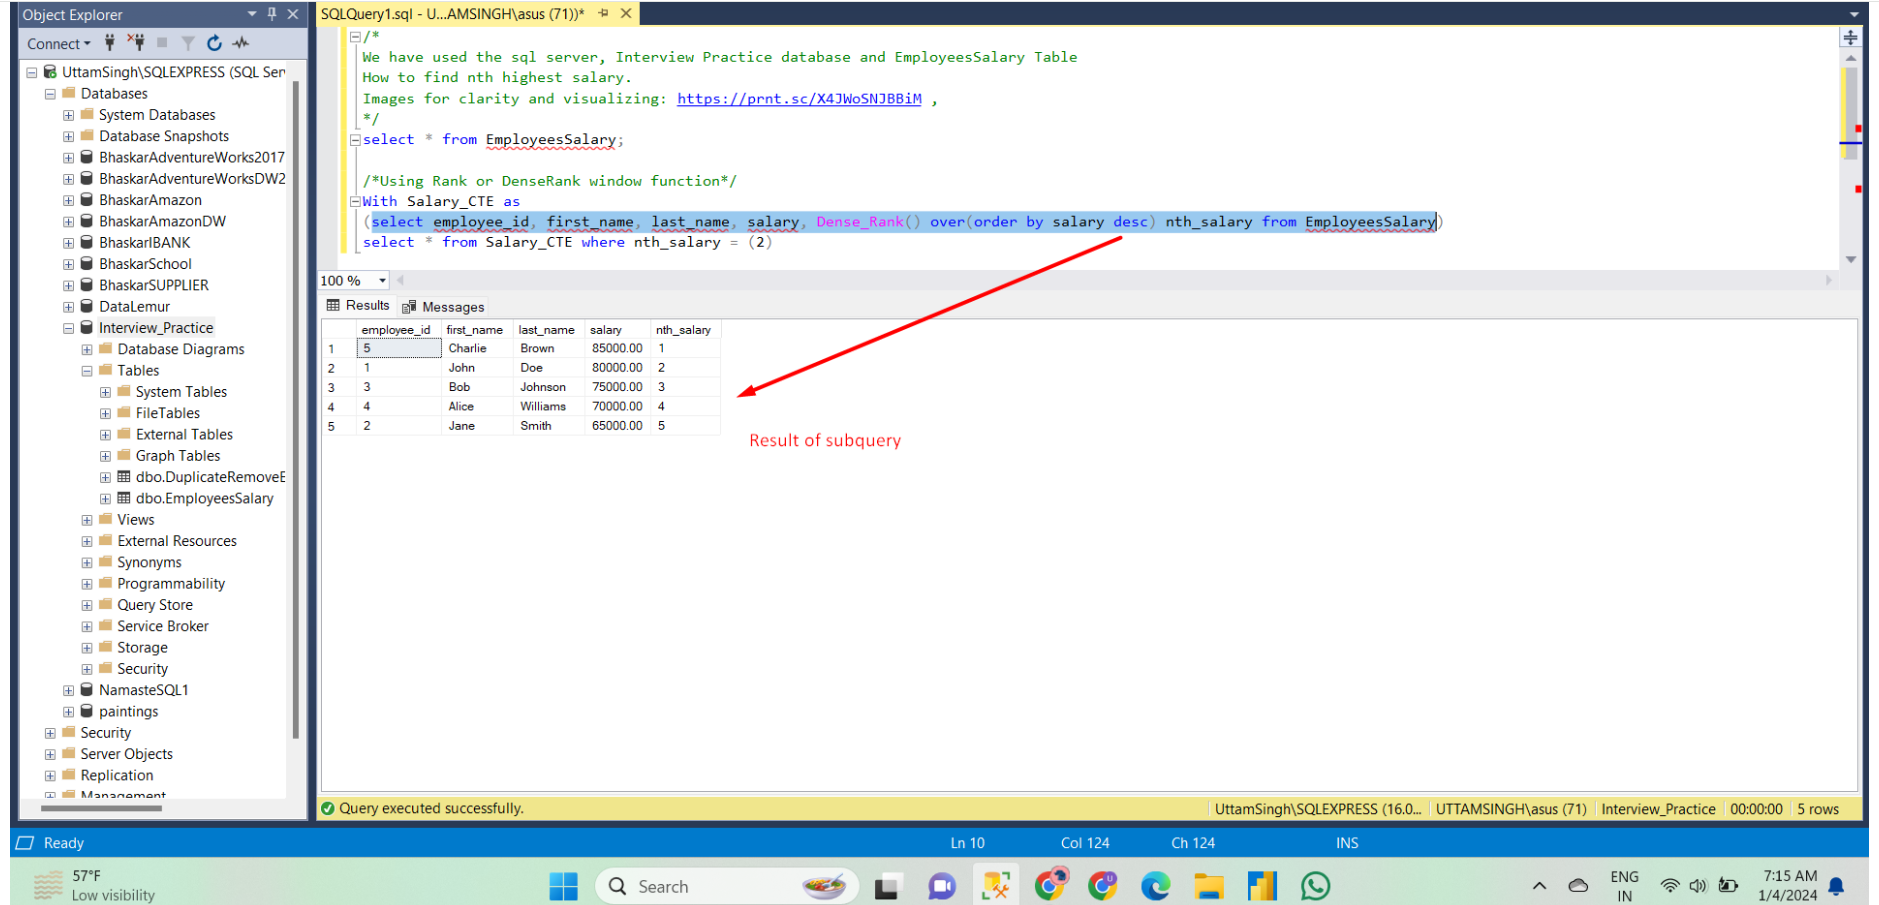 Object Explorer
Connect
UttamSingh\SQLEXPRESS (SQL Ser
Databases
System Databases
Database Snapshots
BhaskarAdventureWorks2017
BhaskarAdventureWorksDW2
BhaskarAmazon
BhaskarAmazonDW
BhaskarIBANK
BhaskarSchool
BhaskarSUPPLIER
DataLemur
Interview_Practice
Database Diagrams
Tables
System Tables
FileTables
External Tables
Graph Tables
dbo.DuplicateRemoveE
dbo.EmployeesSalary
Views
External Resources
Synonyms
Programmability
Query Store
Service Broker
Storage
Security
NamasteSQL1
paintings
Security
Server Objects
Replication
Management
SQLQuery1.sql - U...AMSINGH\asus (71))*
/*
We have used the sql server, Interview Practice database and EmployeesSalary Table
How to find nth highest salary.
Images for clarity and visualizing: https://prnt.sc/X4JWoSNJBBiM ,
*/
select * from EmployeesSalary;
/*Using Rank or DenseRank window function*/
With Salary_CTE as
(select employee_id, first_name, last_name, salary, Dense_Rank() over(order by salary desc) nth_salary from EmployeesSalary)
select * from Salary_CTE where nth_salary = (2)
100 %
Results Messages
employee_id first_name last_name salary nth_salary
1 5 Charlie Brown 85000.00 1
2 1 John Doe 80000.00 2
3 3 Bob Johnson 75000.00 3
4 4 Alice Williams 70000.00 4
5 2 Jane Smith 65000.00 5
Result of subquery
Query executed successfully. UttamSingh\SQLEXPRESS (16.0... UTTAMSINGH\asus (71) Interview_Practice 00:00:00 5 rows
Ready Ln 10 Col 124 Ch 124 INS
57°F
Low visibility
Search
ENG
IN
7:15 AM
1/4/2024